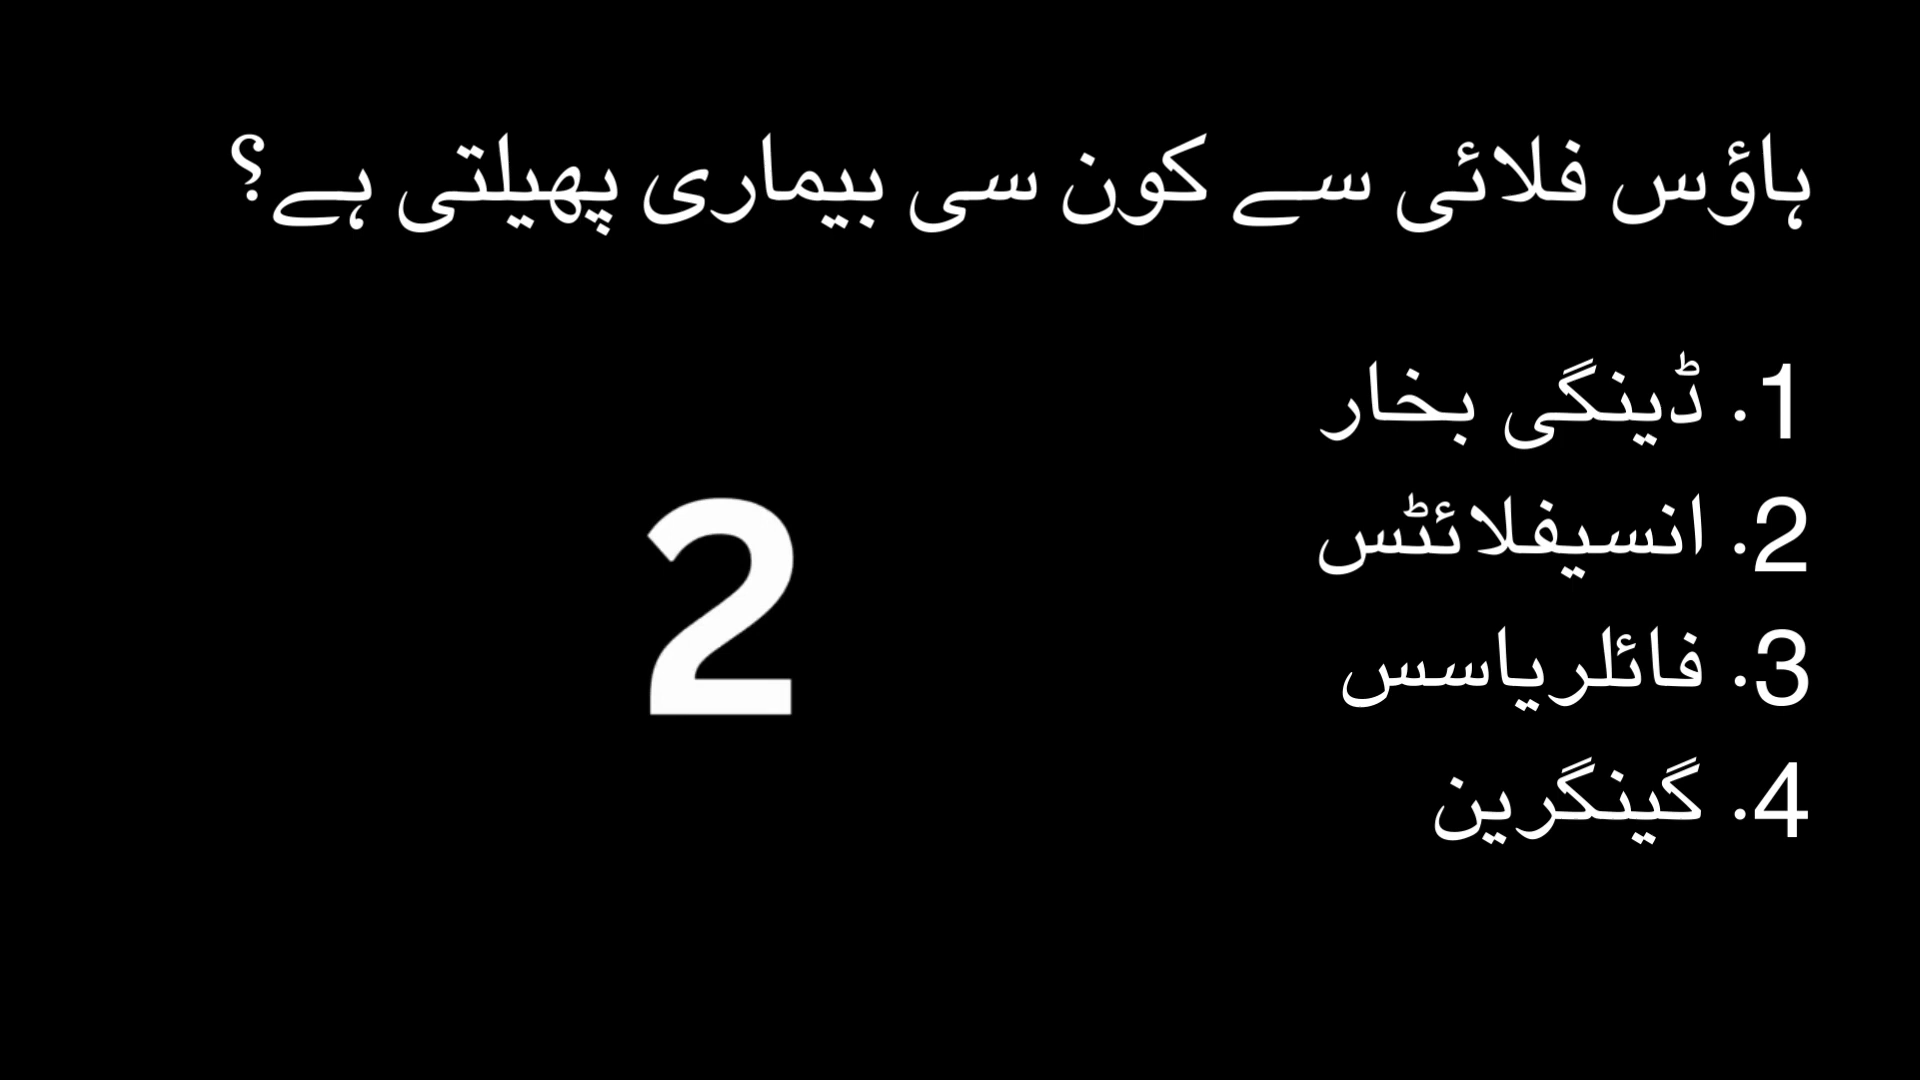 ہاؤس فلائی سے کون سی بیماری پھیلتی ہے؟
1. ڈینگی بخار
2. انسیفلائٹس
3. فائلریاسس
4. گینگرین
2